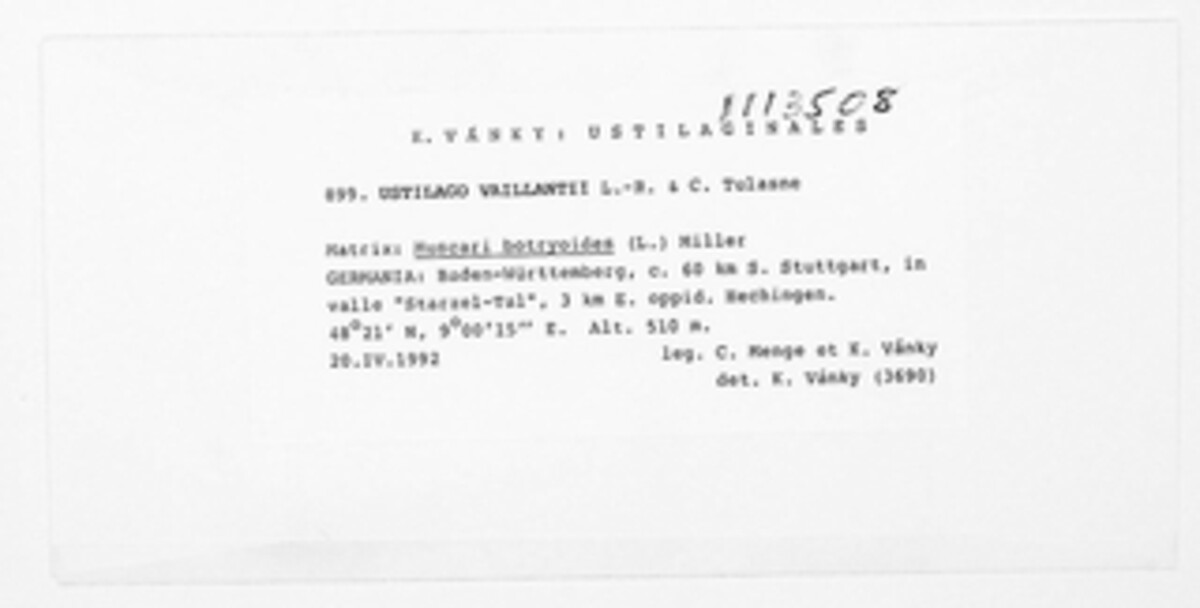 1113508
K. VÁNKY: USTILAGINALES
899. USTILAGO VAILLANTII L.-R. & C. Tulasne
Matrix: Muscari botryoides (L.) Miller
GERMANIA: Baden-Württemberg, c. 60 km S. Stuttgart, in
valle "Starzel-Tal", 3 km E. oppid. Hechingen.
48°21' N, 9°00'15"" E. Alt. 510 m.
20.IV.1992 leg. C. Menge et K. Vánky
det. K. Vánky (3690)